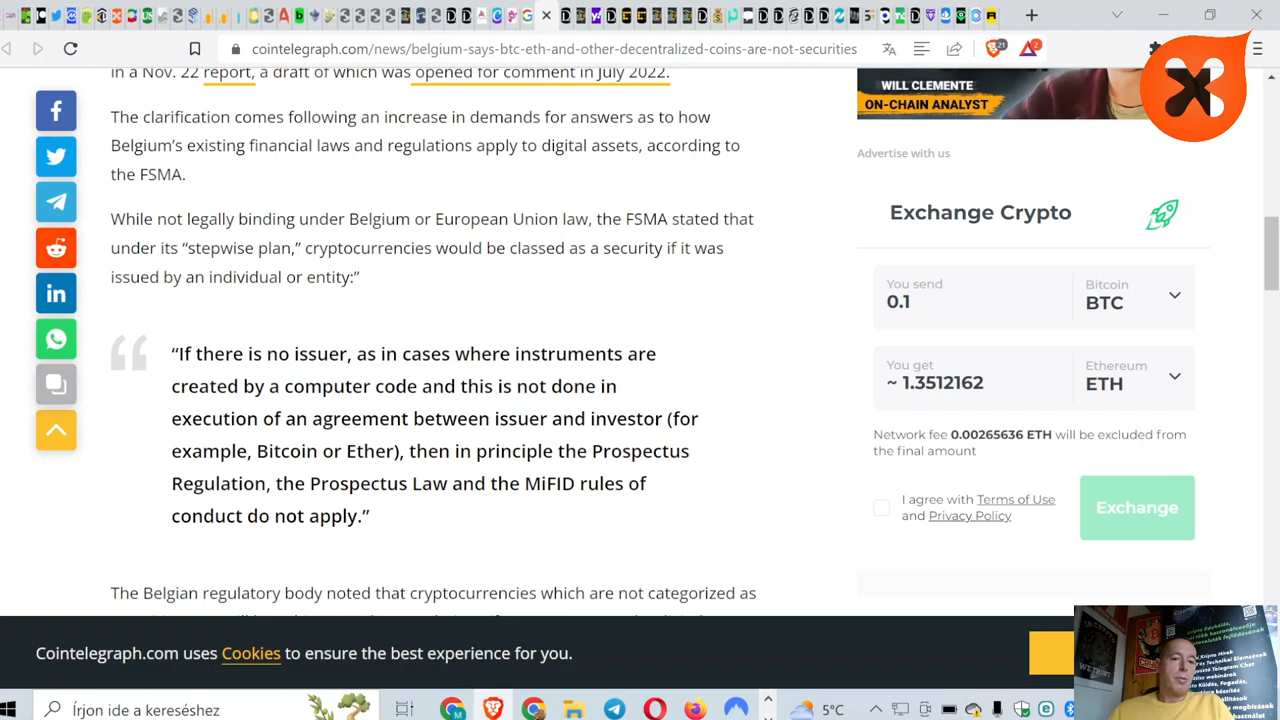 cointelegraph.com/news/belgium-says-btc-eth-and-other-decentralized-coins-are-not-securities
21
2
in a Nov. 22 report, a draft of which was opened for comment in July 2022.
The clarification comes following an increase in demands for answers as to how
Belgium’s existing financial laws and regulations apply to digital assets, according to
the FSMA.
While not legally binding under Belgium or European Union law, the FSMA stated that
under its “stepwise plan,” cryptocurrencies would be classed as a security if it was
issued by an individual or entity:”
“If there is no issuer, as in cases where instruments are
created by a computer code and this is not done in
execution of an agreement between issuer and investor (for
example, Bitcoin or Ether), then in principle the Prospectus
Regulation, the Prospectus Law and the MiFID rules of
conduct do not apply.”
The Belgian regulatory body noted that cryptocurrencies which are not categorized as
WILL CLEMENTE
ON-CHAIN ANALYST
X
Advertise with us
Exchange Crypto
You send
0.1
Bitcoin
BTC
You get
~ 1.3512162
Ethereum
ETH
Network fee 0.00265636 ETH will be excluded from
the final amount
I agree with Terms of Use
and Privacy Policy
Exchange
Cointelegraph.com uses Cookies to ensure the best experience for you.
Írjon ide a kereséshez
5°C